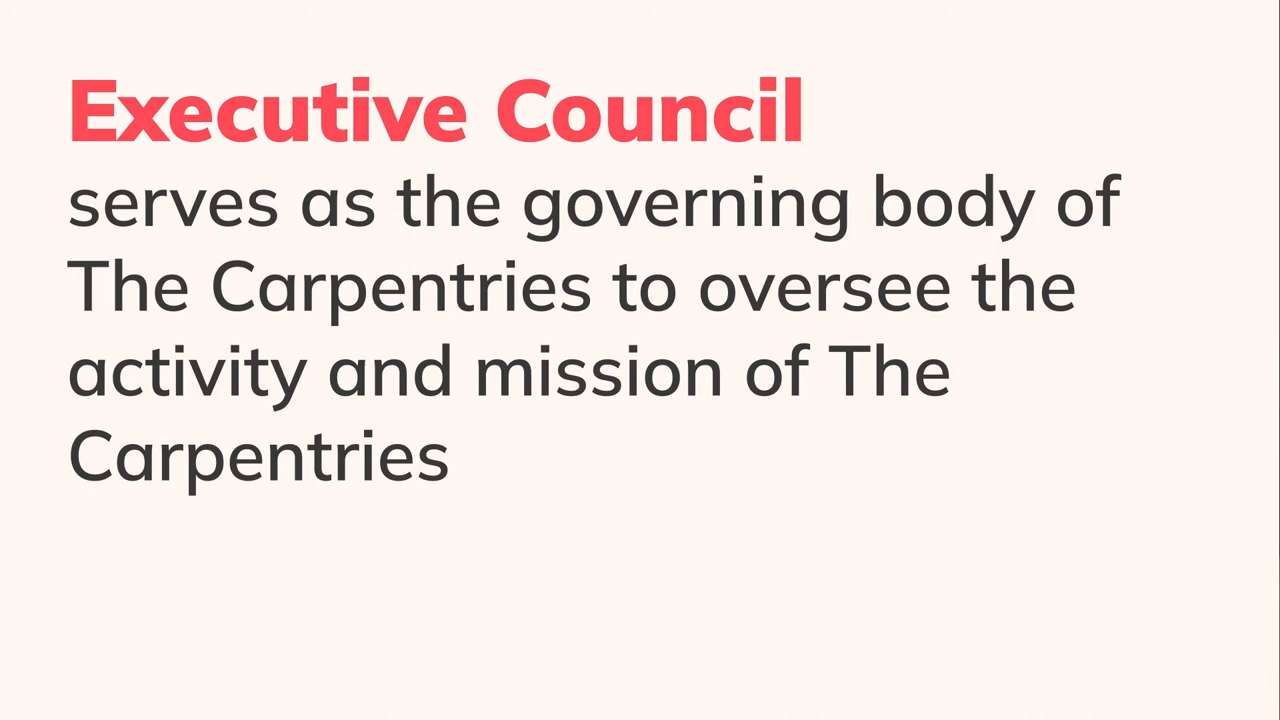 Executive Council
serves as the governing body of
The Carpentries to oversee the
activity and mission of The
Carpentries